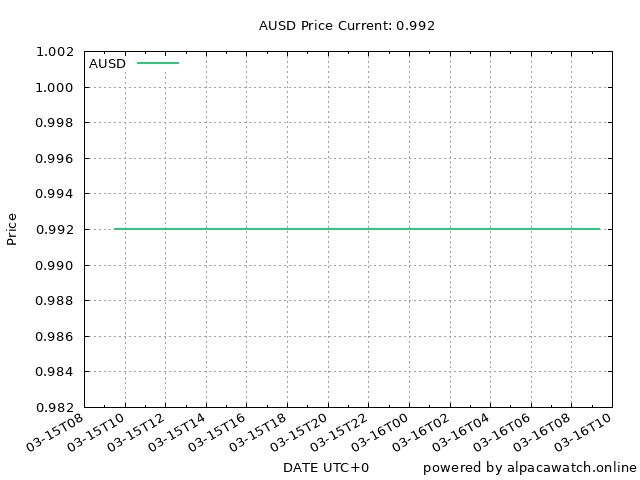 AUSD Price Current: 0.992
AUSD
1.002
1.000
0.998
0.996
0.994
0.992
0.990
0.988
0.986
0.984
0.982
Price
03-15T08
03-15T10
03-15T12
03-15T14
03-15T16
03-15T18
03-15T20
03-15T22
03-16T00
03-16T02
03-16T04
03-16T06
03-16T08
03-16T10
DATE UTC+0
powered by alpacawatch.online